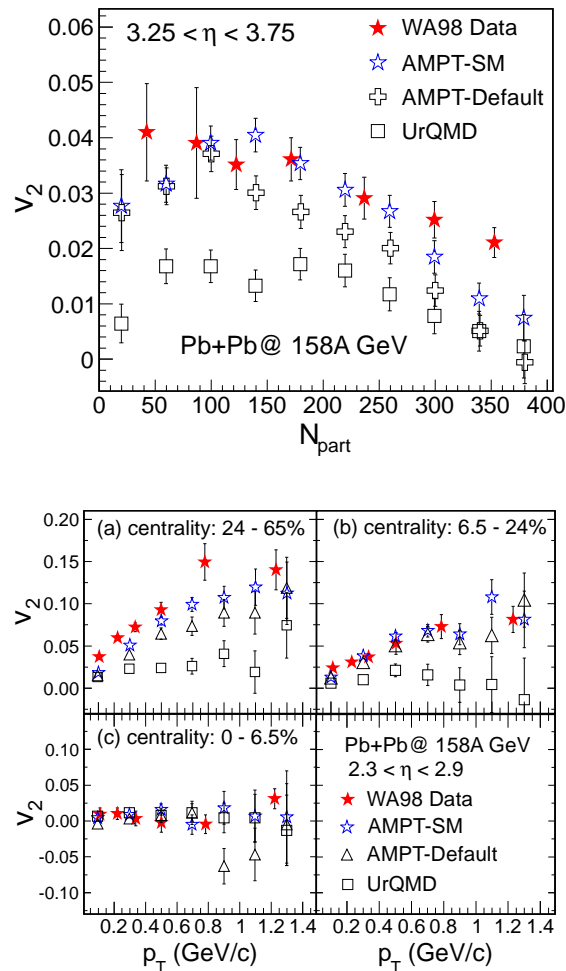 3.25 < η < 3.75
WA98 Data
AMPT-SM
AMPT-Default
UrQMD
0.06
0.05
0.04
0.03
0.02
0.01
0
v2
Pb+Pb@ 158A GeV
0 50 100 150 200 250 300 350 400
Npart
(a) centrality: 24 - 65%
0.15
0.10
0.05
0.00
v2
(b) centrality: 6.5 - 24%
(c) centrality: 0 - 6.5%
0.10
0.05
0.00
-0.05
-0.10
v2
0.2 0.4 0.6 0.8 1 1.2 1.4
pT (GeV/c)
Pb+Pb@ 158A GeV
2.3 < η < 2.9
WA98 Data
AMPT-SM
AMPT-Default
UrQMD
0.2 0.4 0.6 0.8 1 1.2 1.4
pT (GeV/c)